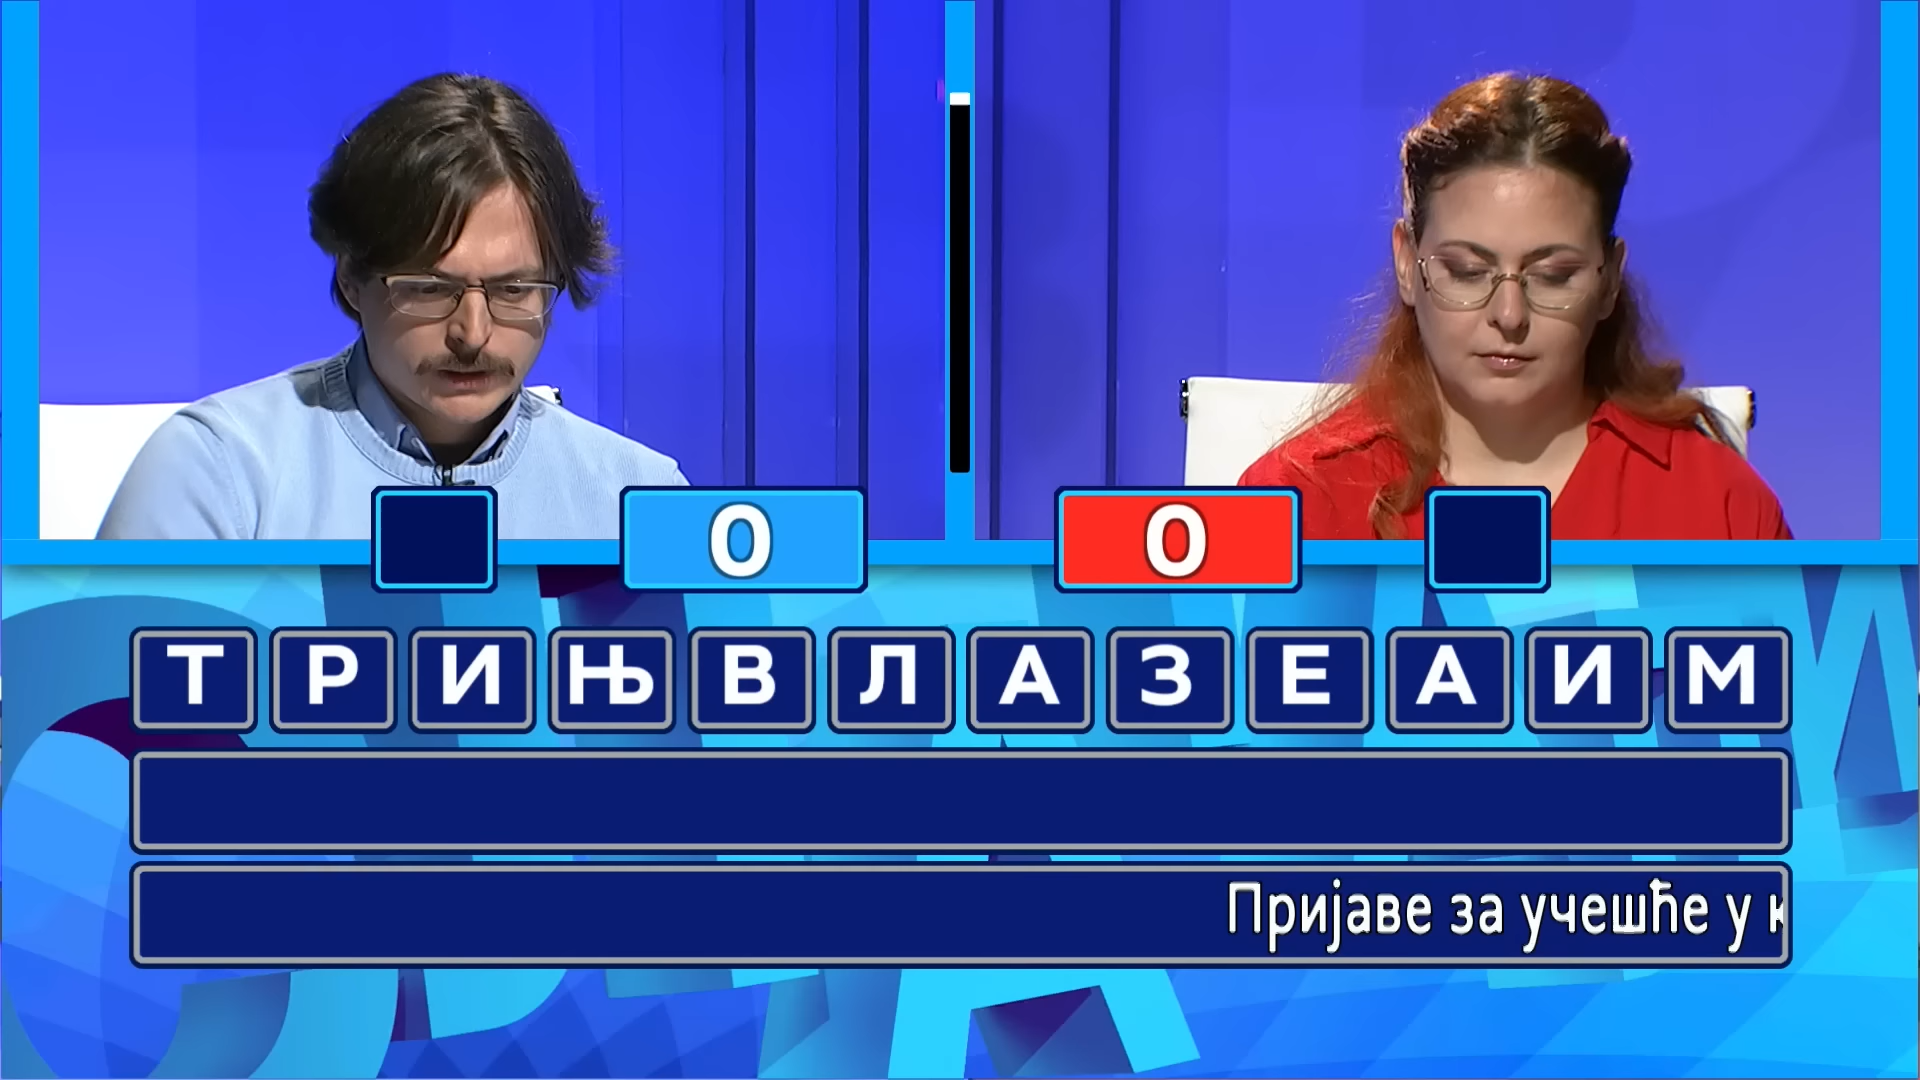 0 0
Т Р И Њ В Л А З Е А И М
Пријаве за учешће у